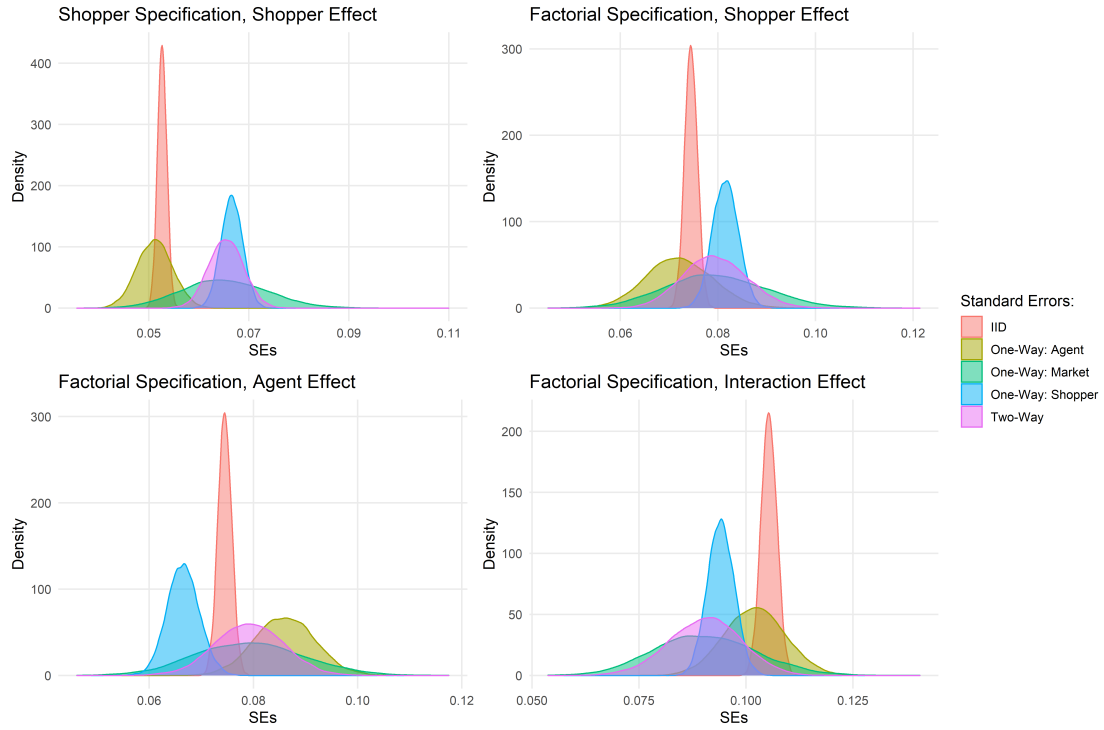 Shopper Specification, Shopper Effect
400
300
200
100
0
Density
0.05
0.07
0.09
0.11
SEs
Factorial Specification, Shopper Effect
300
200
100
0
Density
0.06
0.08
0.10
0.12
SEs
Factorial Specification, Agent Effect
300
200
100
0
Density
0.06
0.08
0.10
0.12
SEs
Factorial Specification, Interaction Effect
200
150
100
50
0
Density
0.050
0.075
0.100
0.125
SEs
Standard Errors:
IID
One-Way: Agent
One-Way: Market
One-Way: Shopper
Two-Way